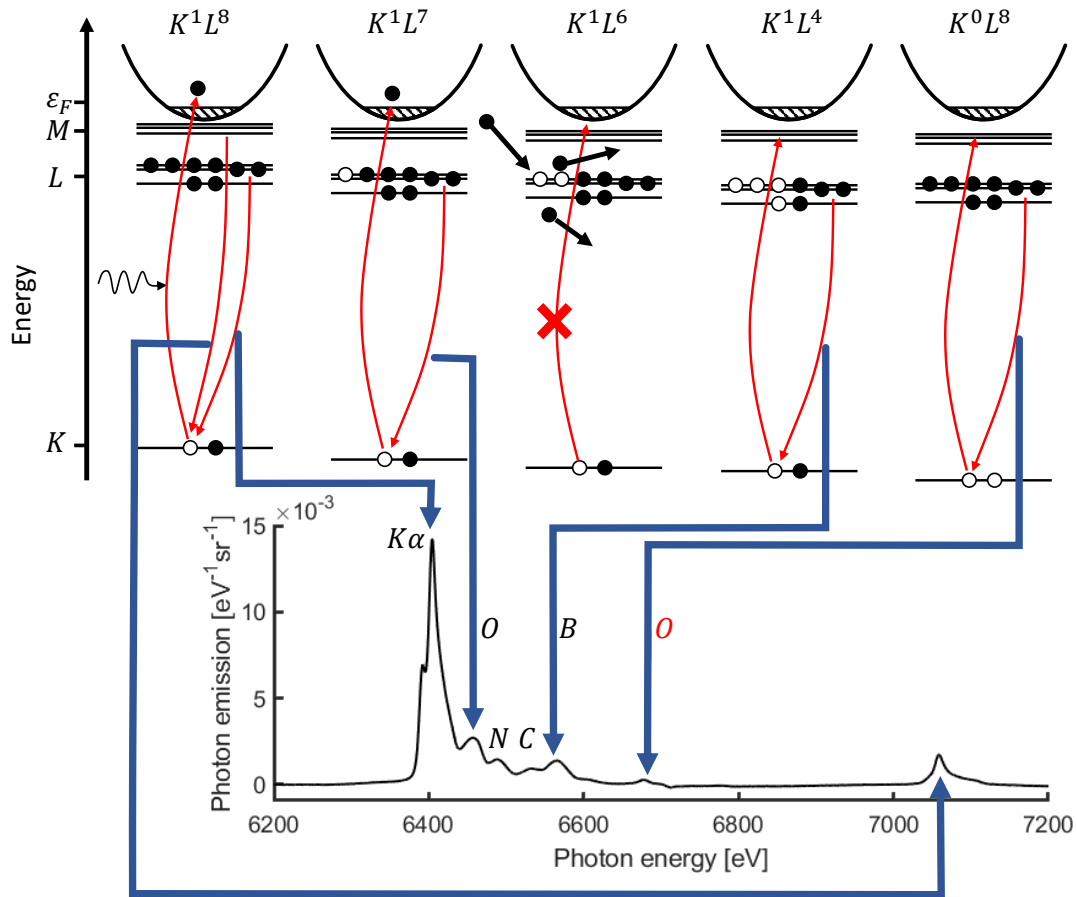 K¹L⁸ K¹L⁷ K¹L⁶ K¹L⁴ K⁰L⁸
ε_F
M
L
Energy
K
×10⁻³
15
10
5
0
Photon emission [eV⁻¹sr⁻¹]
Kα
O
B
O
N C
6200 6400 6600 6800 7000 7200
Photon energy [eV]